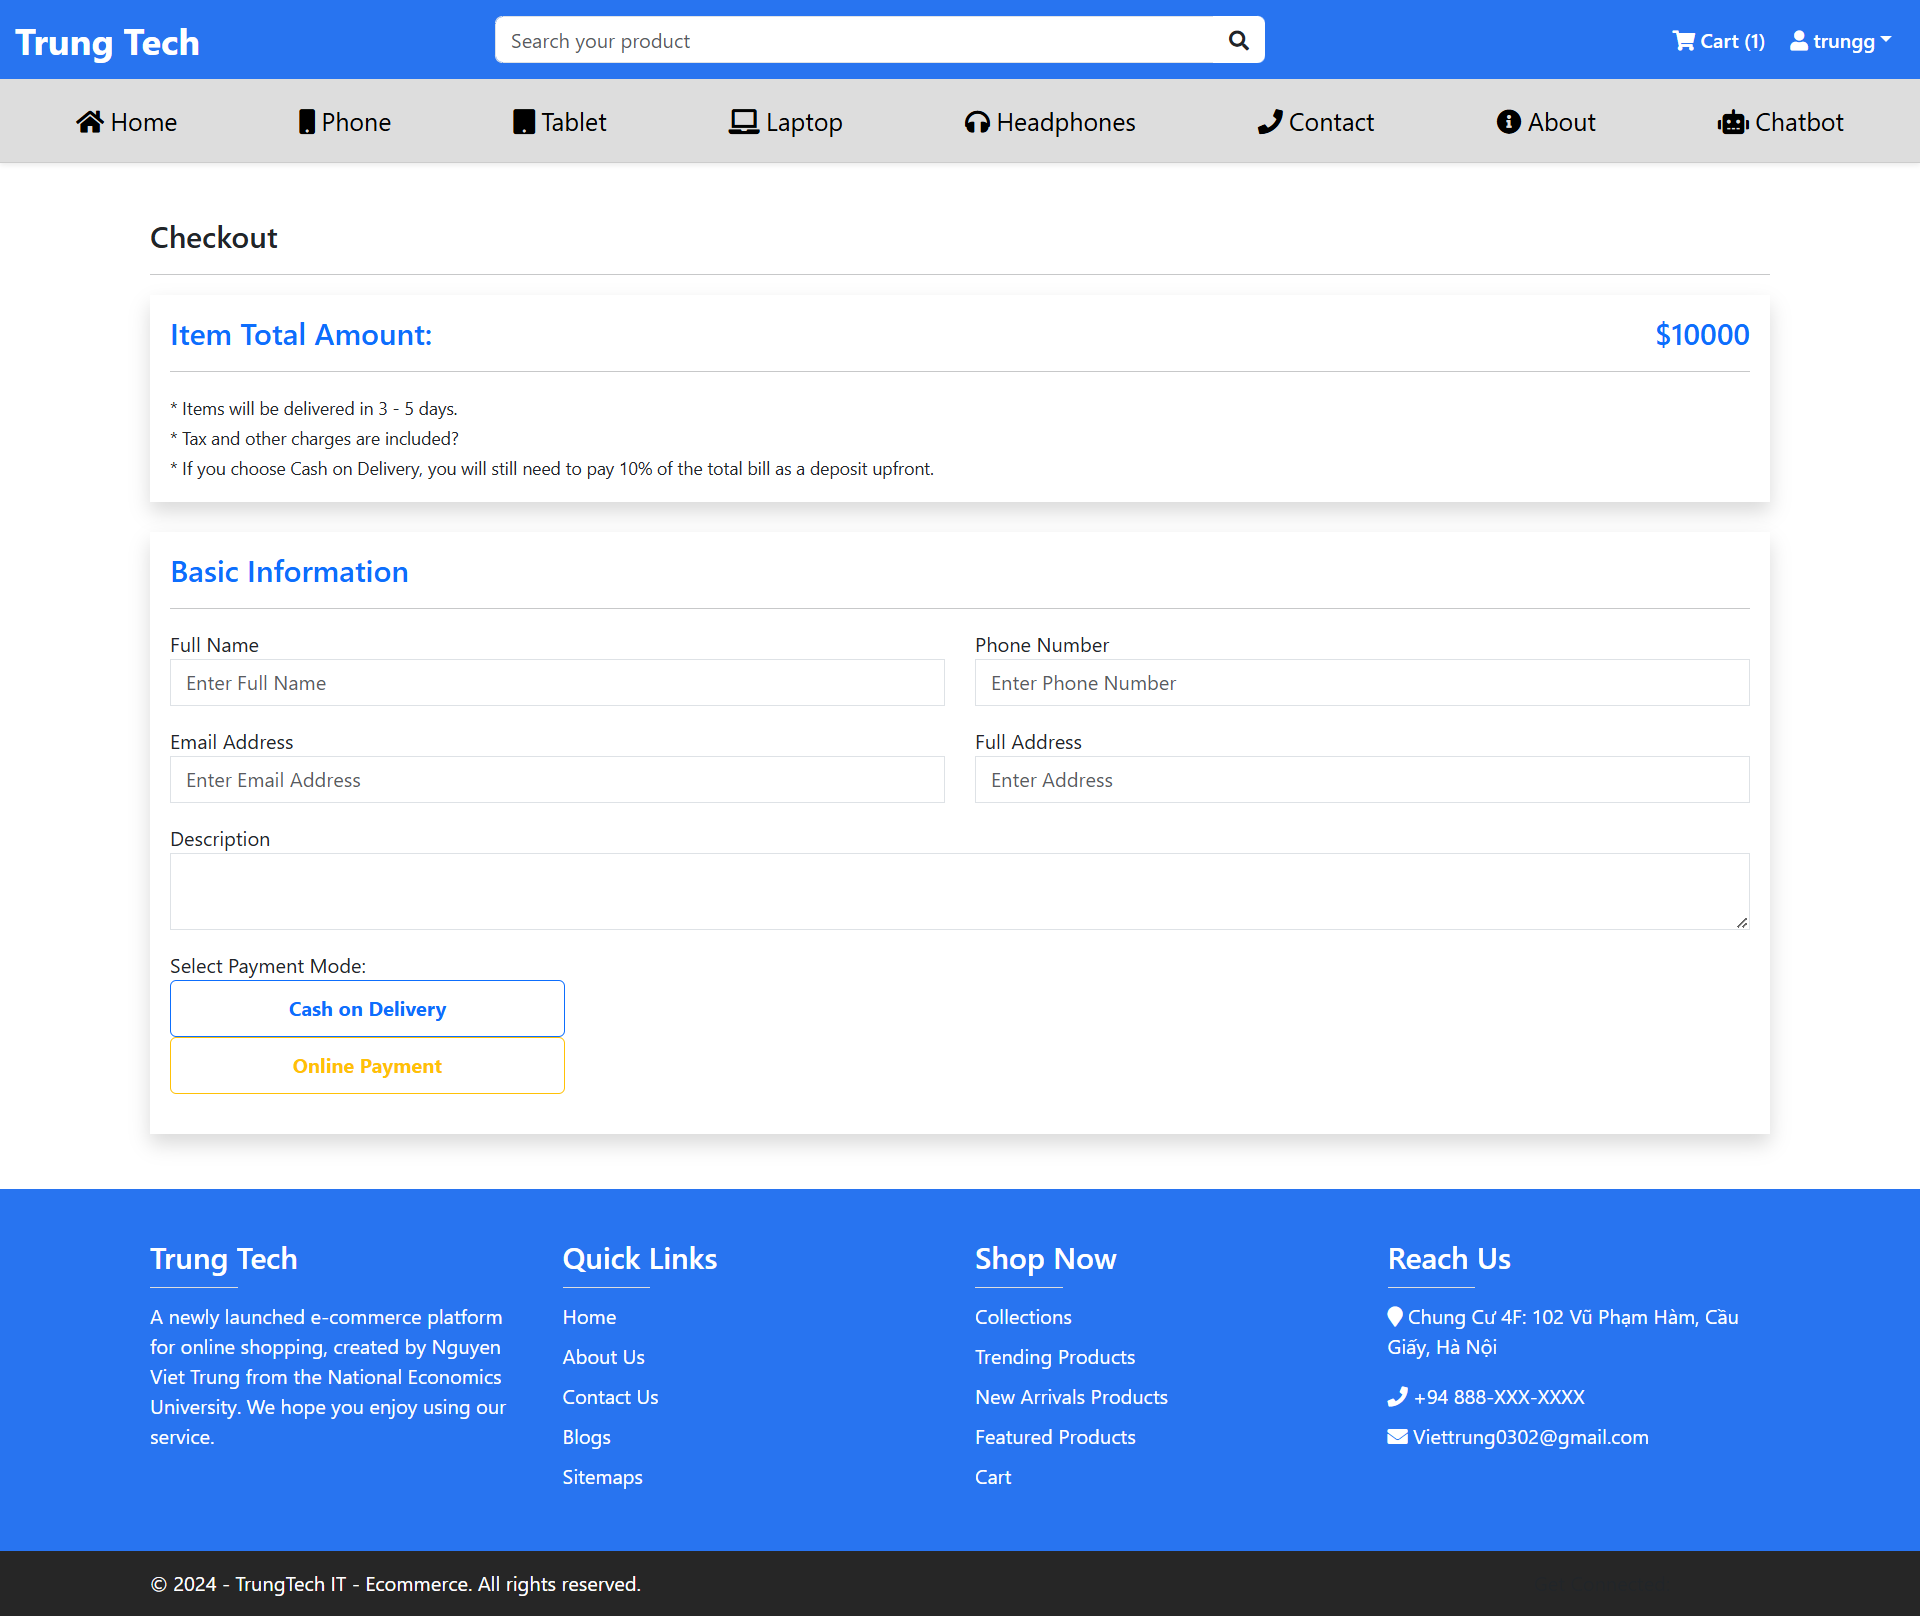 Trung Tech
Search your product
Cart (1)
trungg
Home
Phone
Tablet
Laptop
Headphones
Contact
About
Chatbot
Checkout
Item Total Amount:
$10000
* Items will be delivered in 3 - 5 days.
* Tax and other charges are included?
* If you choose Cash on Delivery, you will still need to pay 10% of the total bill as a deposit upfront.
Basic Information
Full Name
Enter Full Name
Phone Number
Enter Phone Number
Email Address
Enter Email Address
Full Address
Enter Address
Description
Select Payment Mode:
Cash on Delivery
Online Payment
Trung Tech
A newly launched e-commerce platform
for online shopping, created by Nguyen
Viet Trung from the National Economics
University. We hope you enjoy using our
service.
Quick Links
Home
About Us
Contact Us
Blogs
Sitemaps
Shop Now
Collections
Trending Products
New Arrivals Products
Featured Products
Cart
Reach Us
Chung Cư 4F: 102 Vũ Phạm Hàm, Cầu
Giấy, Hà Nội
+94 888-XXX-XXXX
Viettrung0302@gmail.com
© 2024 - TrungTech IT - Ecommerce. All rights reserved.